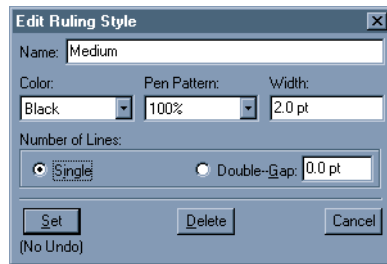 Edit Ruling Style
Name: Medium
Color: Pen Pattern: Width:
Black 100% 2.0 pt
Number of Lines:
Single Double--Gap: 0.0 pt
Set Delete Cancel
(No Undo)